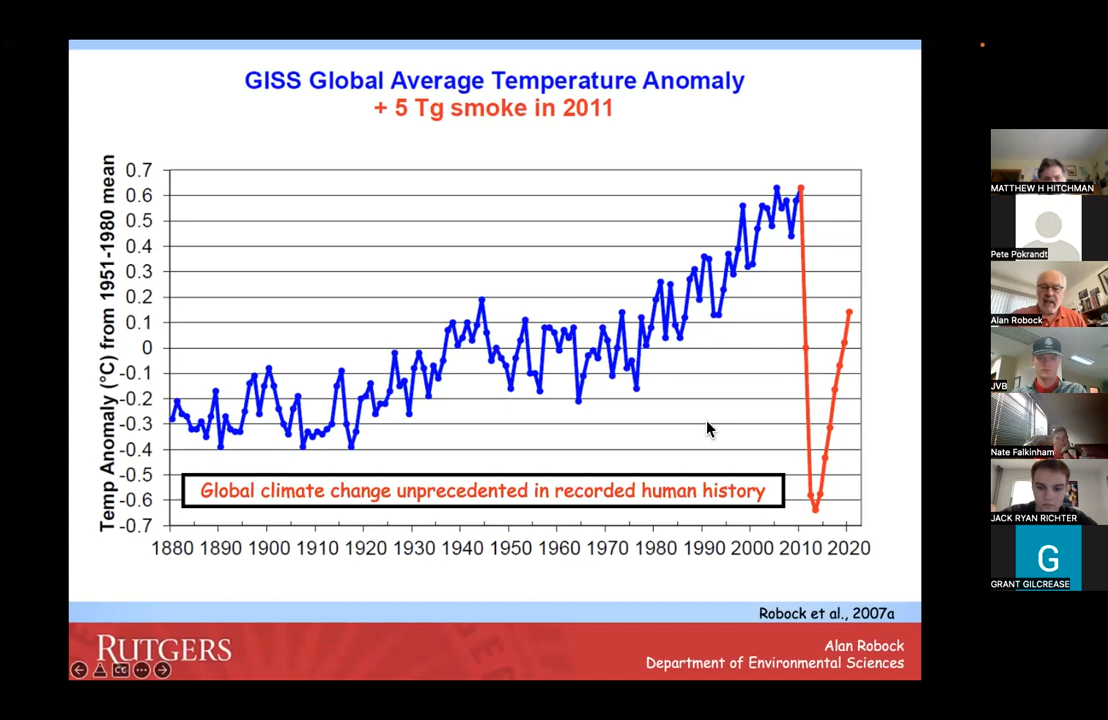 GISS Global Average Temperature Anomaly
+ 5 Tg smoke in 2011
Temp Anomaly (°C) from 1951-1980 mean
0.7
0.6
0.5
0.4
0.3
0.2
0.1
0
-0.1
-0.2
-0.3
-0.4
-0.5
-0.6
-0.7
Global climate change unprecedented in recorded human history
1880 1890 1900 1910 1920 1930 1940 1950 1960 1970 1980 1990 2000 2010 2020
Robock et al., 2007a
RUTGERS
Alan Robock
Department of Environmental Sciences
CC
MATTHEW H HITCHMAN
Pete Pokrandt
Alan Robock
JVB
Nate Falkinham
JACK RYAN RICHTER
G
GRANT GILCREASE